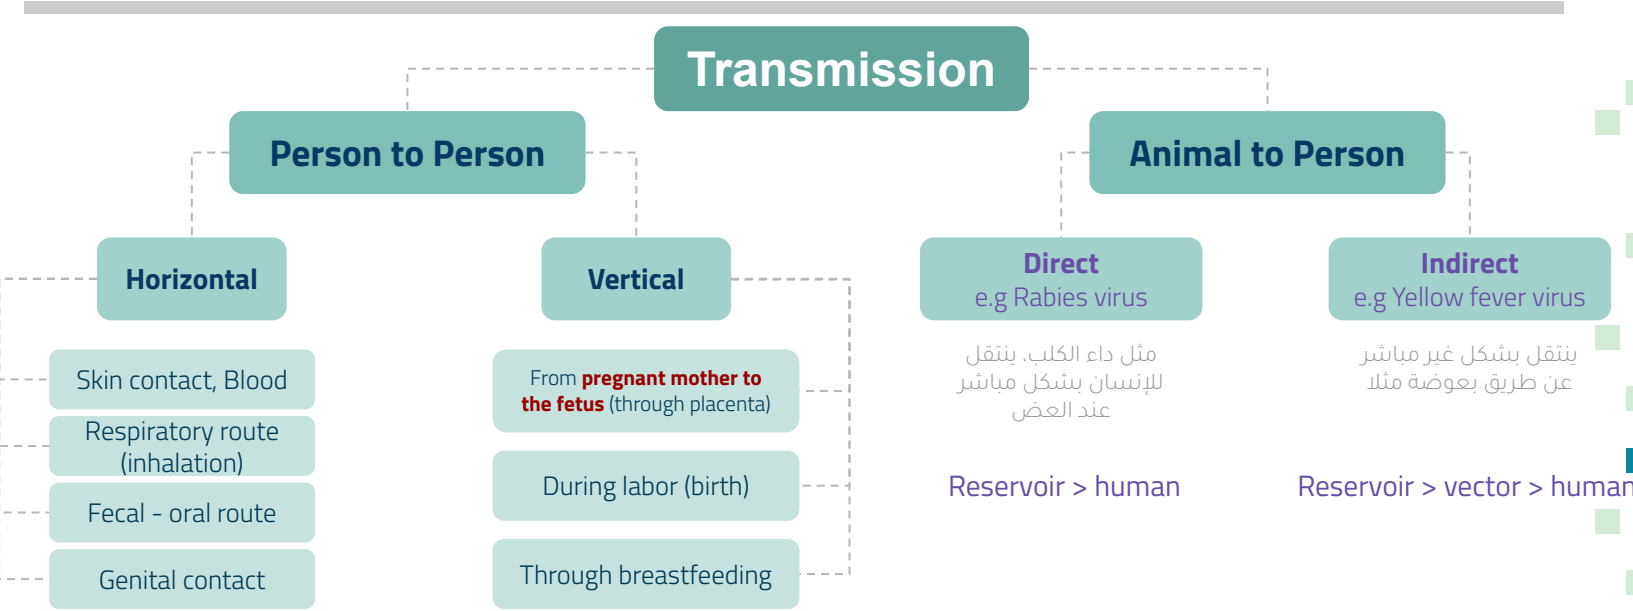 Transmission
Person to Person
Animal to Person
Horizontal
Vertical
Direct
e.g Rabies virus
Indirect
e.g Yellow fever virus
Skin contact, Blood
Respiratory route
(inhalation)
Fecal - oral route
Genital contact
From pregnant mother to
the fetus (through placenta)
During labor (birth)
Through breastfeeding
مثل داء الكلب، ينتقل
للإنسان بشكل مباشر
عند العض
Reservoir > human
ينتقل بشكل غير مباشر
عن طريق بعوضة مثلا
Reservoir > vector > human